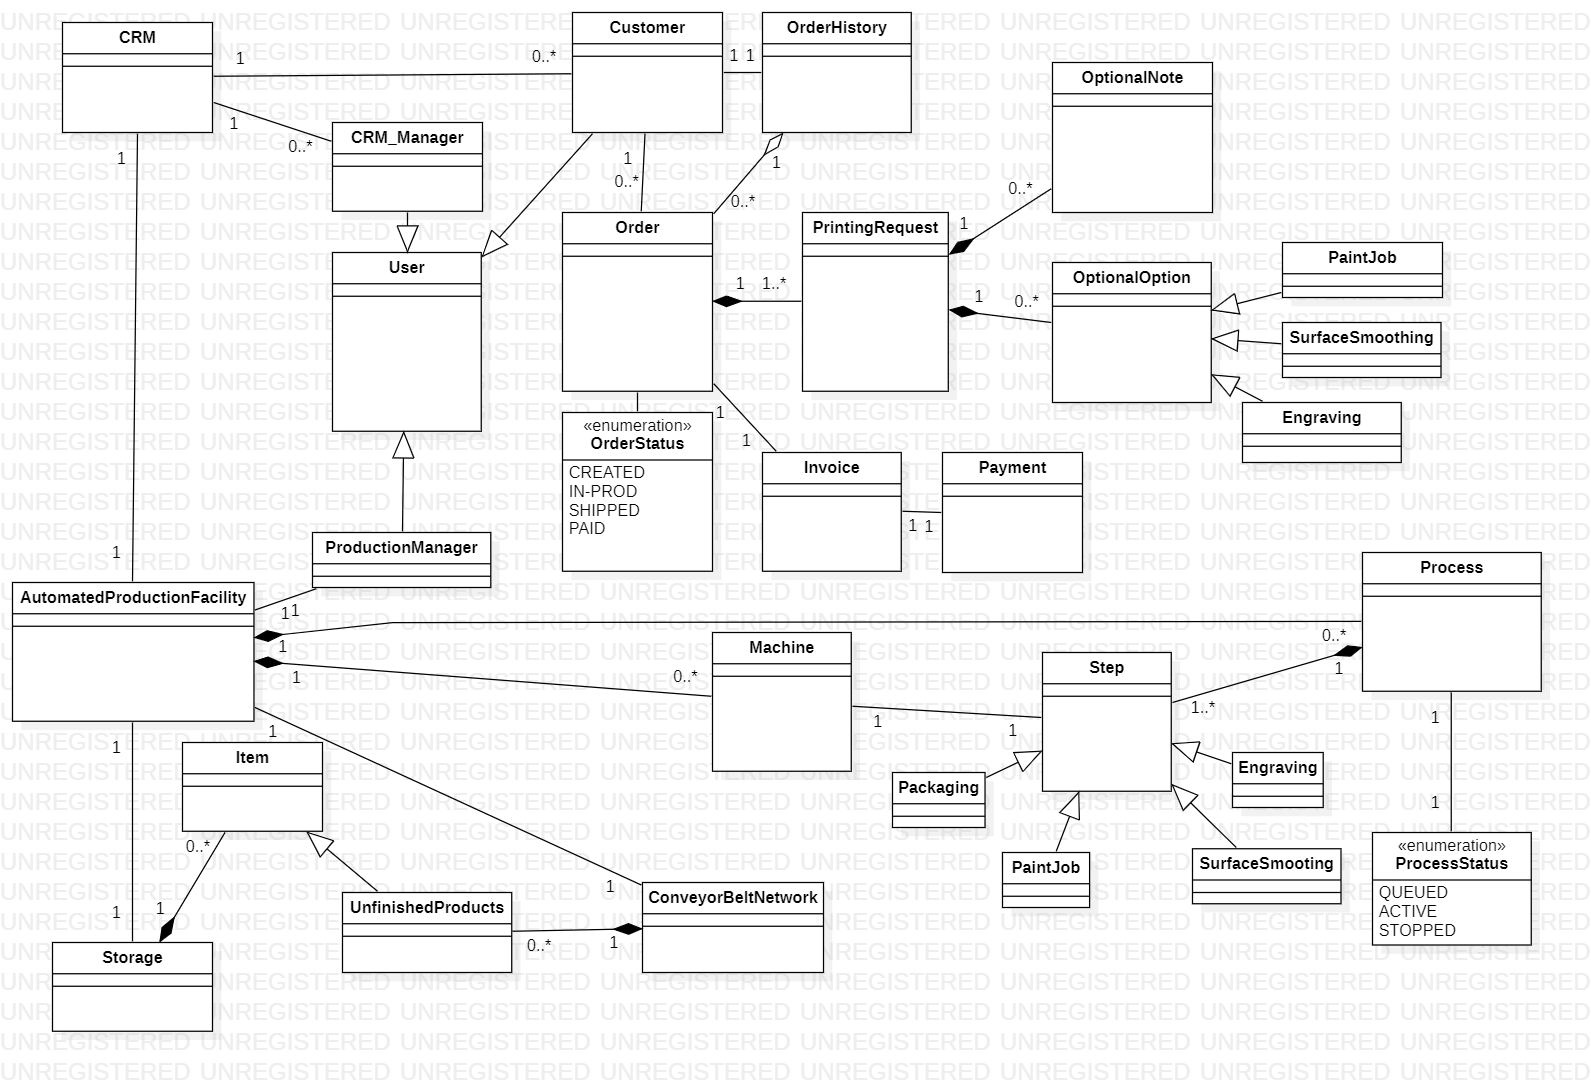 CRM
1
0..*
Customer
1 1
OrderHistory
OptionalNote
1
0..*
CRM_Manager
1
1
0..*
1
0..*
0..*
1
Order
PrintingRequest
User
OptionalOption
PaintJob
1
1..*
1
0..*
SurfaceSmoothing
Engraving
«enumeration»
OrderStatus
CREATED
IN-PROD
SHIPPED
PAID
1
1
Invoice
Payment
1 1
ProductionManager
1
AutomatedProductionFacility
1
1
1
1
0..*
Machine
Process
0..*
1
Step
1..*
1
1
1
1
1
Item
Packaging
Engraving
PaintJob
SurfaceSmooting
1
«enumeration»
ProcessStatus
QUEUED
ACTIVE
STOPPED
0..*
1
1
UnfinishedProducts
1
ConveyorBeltNetwork
0..*
1
Storage
UNREGISTERED UNREGISTERED UNREGISTERED UNREGISTERED UNREGISTERED UNREGISTERED UNREGISTERED UNREGISTERED